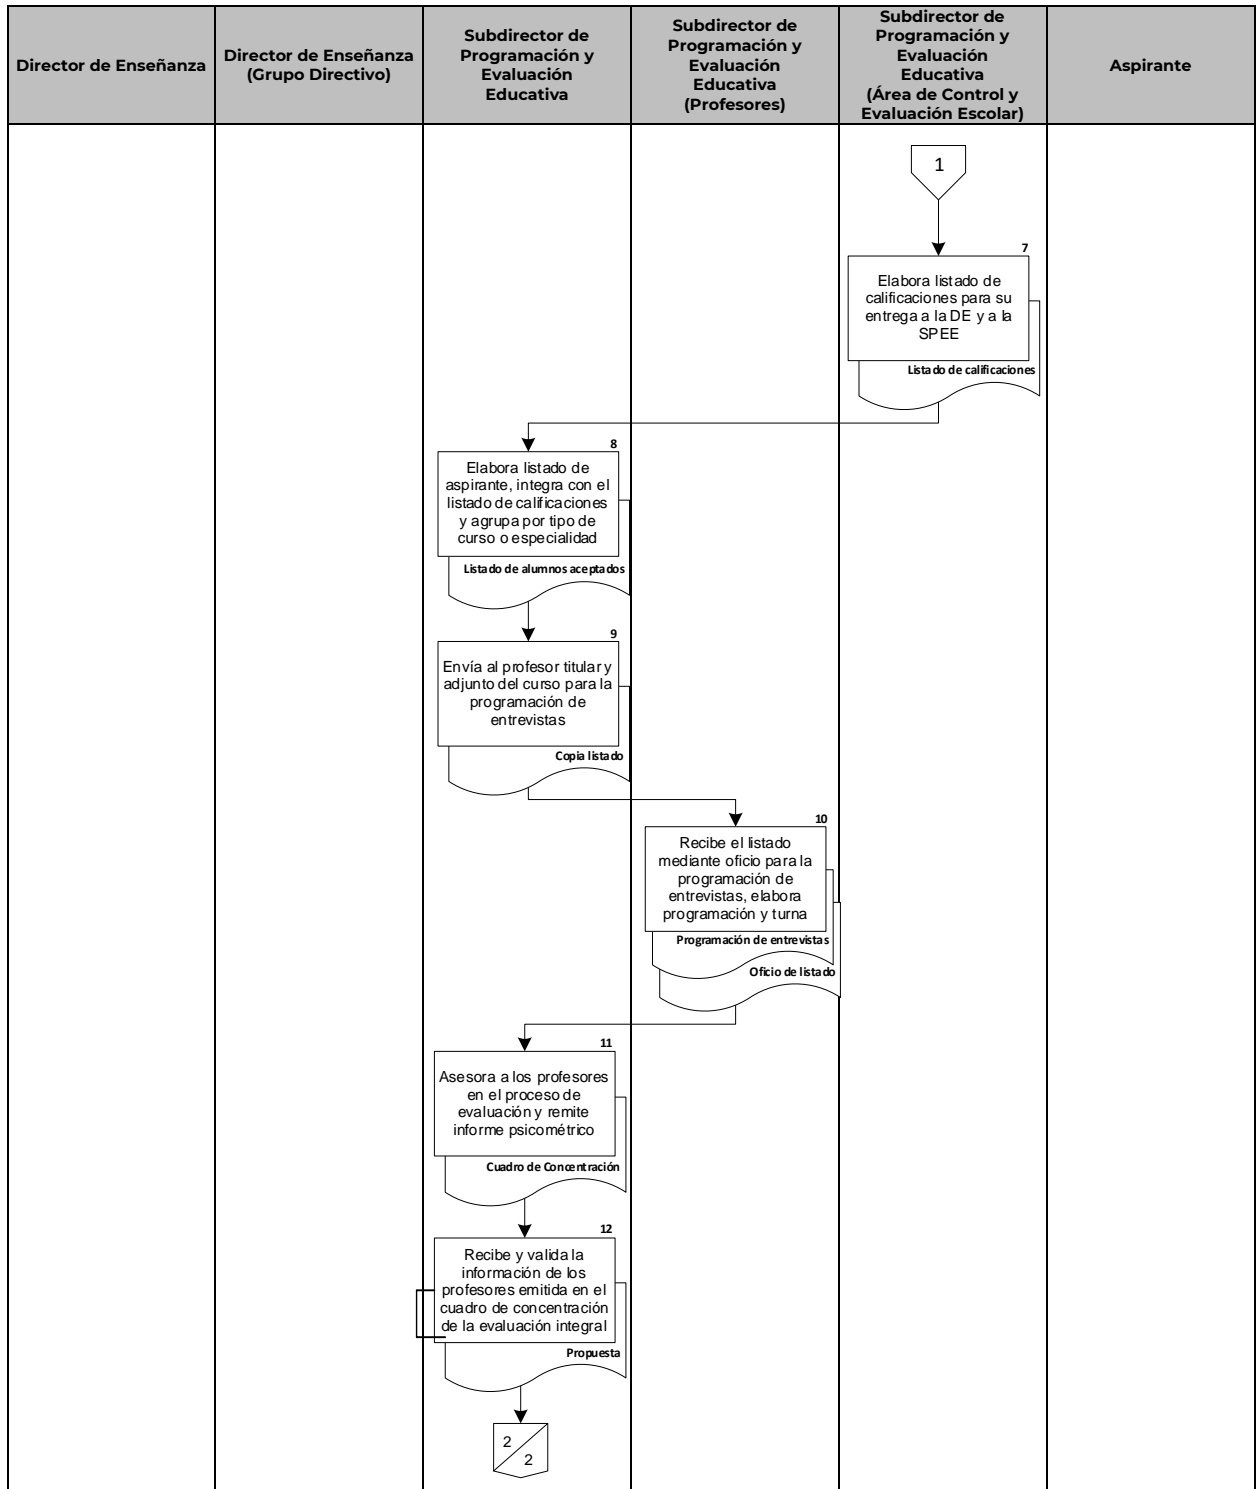 Director de Enseñanza
Director de Enseñanza
(Grupo Directivo)
Subdirector de
Programación y
Evaluación
Educativa
Subdirector de
Programación y
Evaluación
Educativa
(Profesores)
Subdirector de
Programación y
Evaluación
Educativa
(Área de Control y
Evaluación Escolar)
Aspirante
1
7
Elabora listado de
calificaciones para su
entrega a la DE y a la
SPEE
Listado de calificaciones
8
Elabora listado de
aspirante, integra con el
listado de calificaciones
y agrupa por tipo de
curso o especialidad
Listado de alumnos aceptados
9
Envía al profesor titular y
adjunto del curso para la
programación de
entrevistas
Copia listado
10
Recibe el listado
mediante oficio para la
programación de
entrevistas, elabora
programación y turna
Programación de entrevistas
Oficio de listado
11
Asesora a los profesores
en el proceso de
evaluación y remite
informe psicométrico
Cuadro de Concentración
12
Recibe y valida la
información de los
profesores emitida en el
cuadro de concentración
de la evaluación integral
Propuesta
2
2